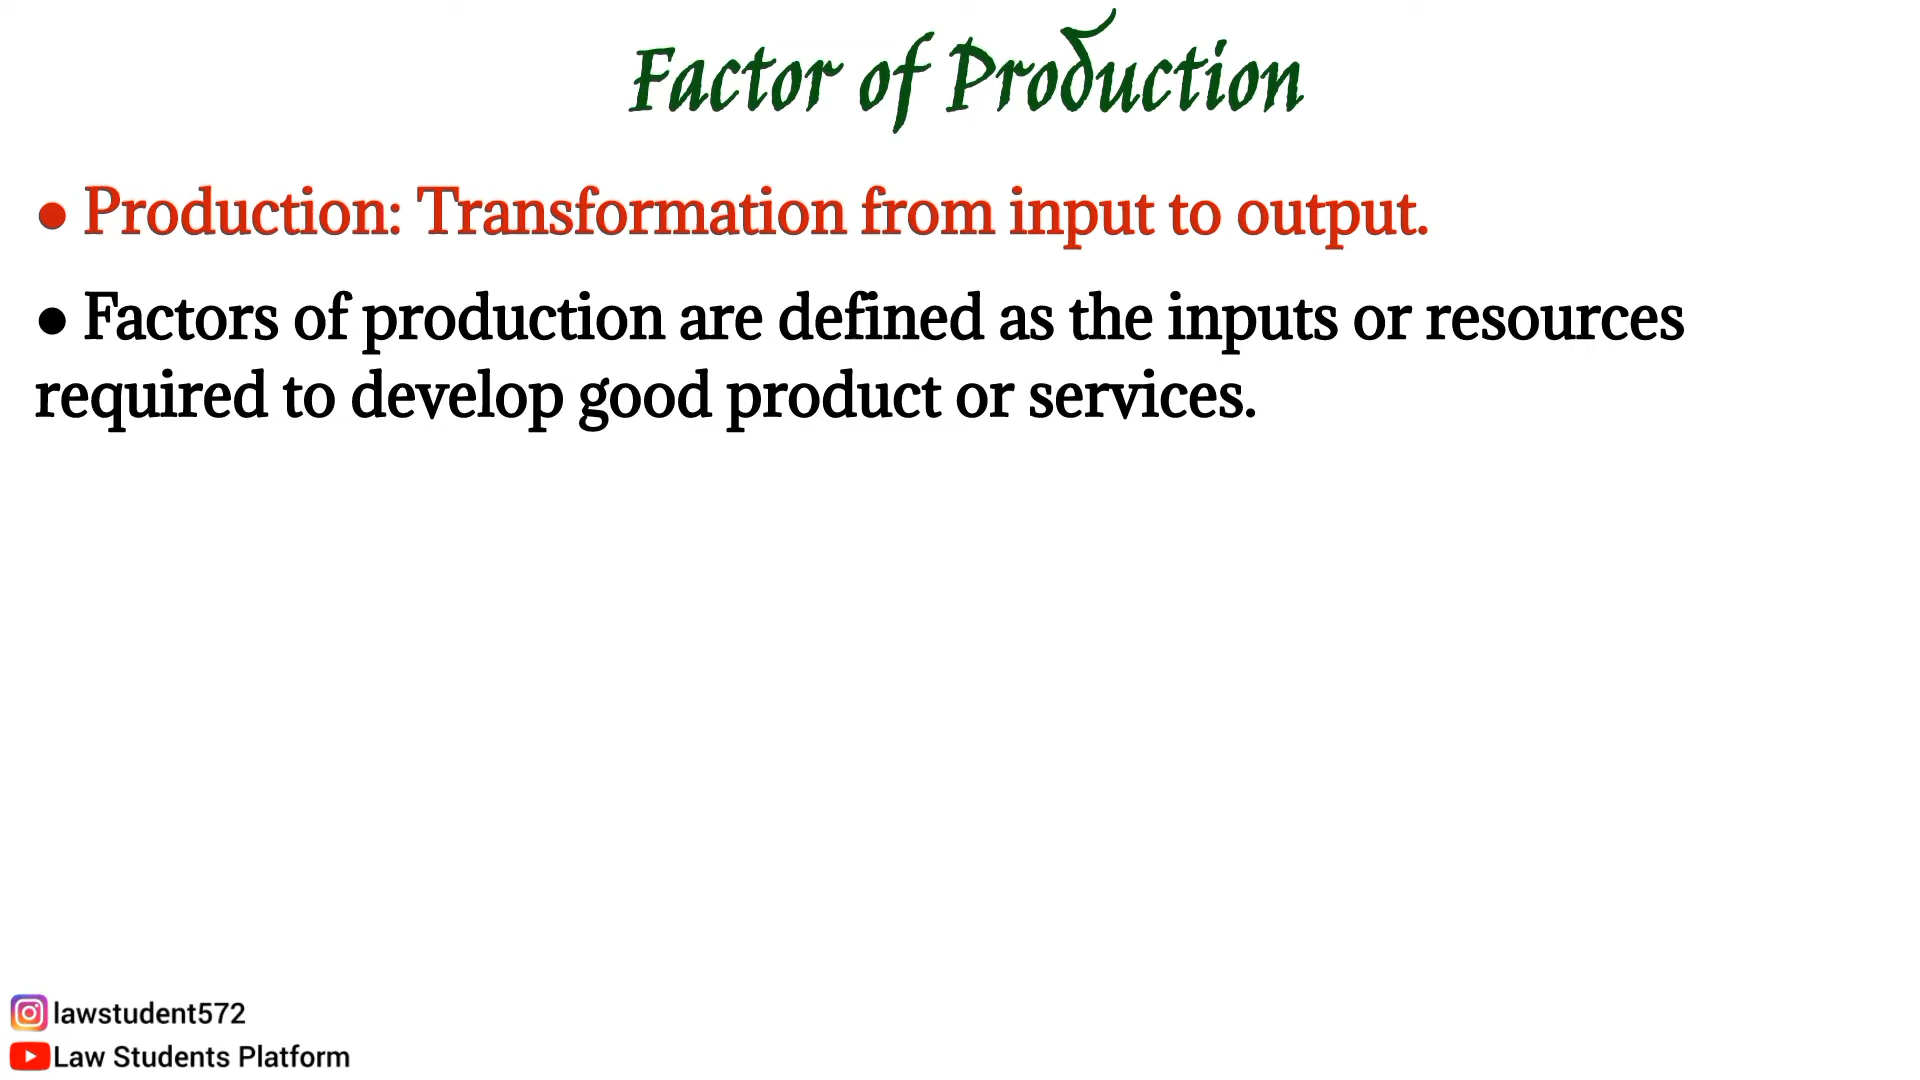 Factor of Production
● Production: Transformation from input to output.
● Factors of production are defined as the inputs or resources
required to develop good product or services.
lawstudent572
Law Students Platform